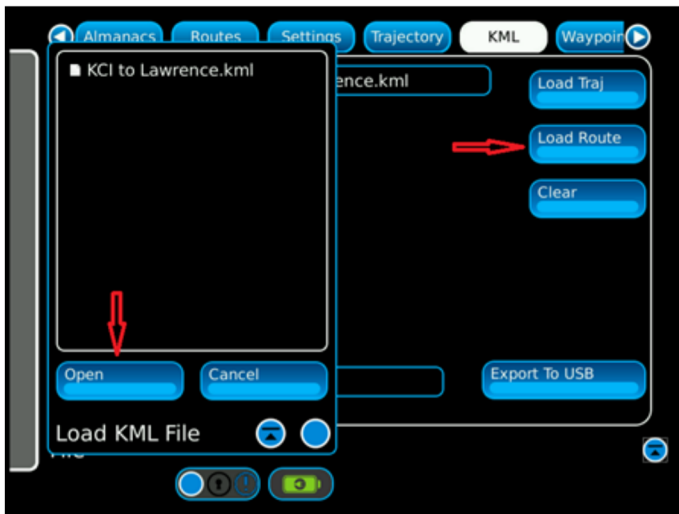 Almanacs Routes Settings Trajectory KML Waypoin
KCI to Lawrence.kml
ence.kml
Load Traj
Load Route
Clear
Open Cancel
Export To USB
Load KML File
File